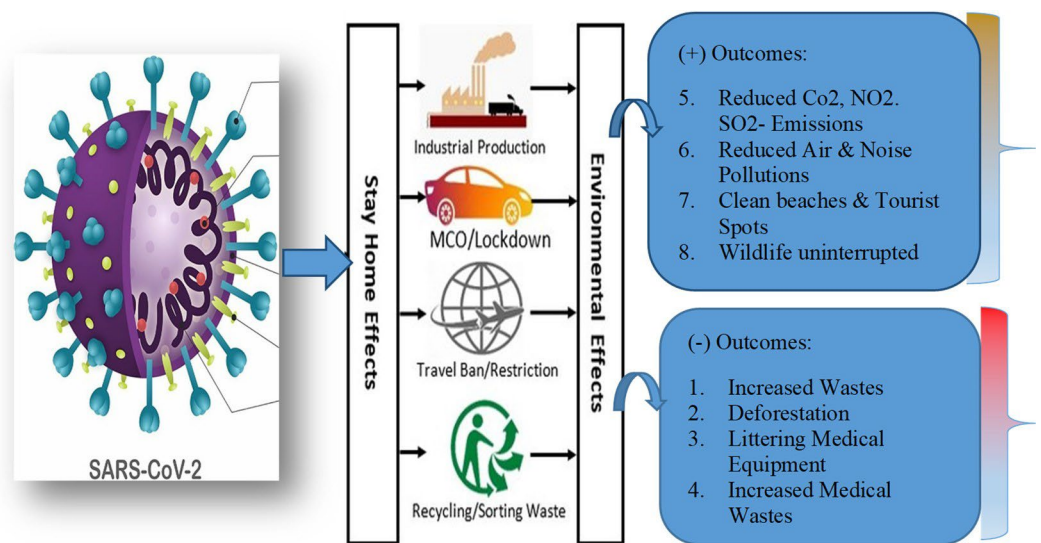 SARS-CoV-2
Stay Home Effects
Industrial Production
MCO/Lockdown
Travel Ban/Restriction
Recycling/Sorting Waste
Environmental Effects
(+) Outcomes:
5. Reduced Co2, NO2.
SO2- Emissions
6. Reduced Air & Noise
Pollutions
7. Clean beaches & Tourist
Spots
8. Wildlife uninterrupted
(-) Outcomes:
1. Increased Wastes
2. Deforestation
3. Littering Medical
Equipment
4. Increased Medical
Wastes